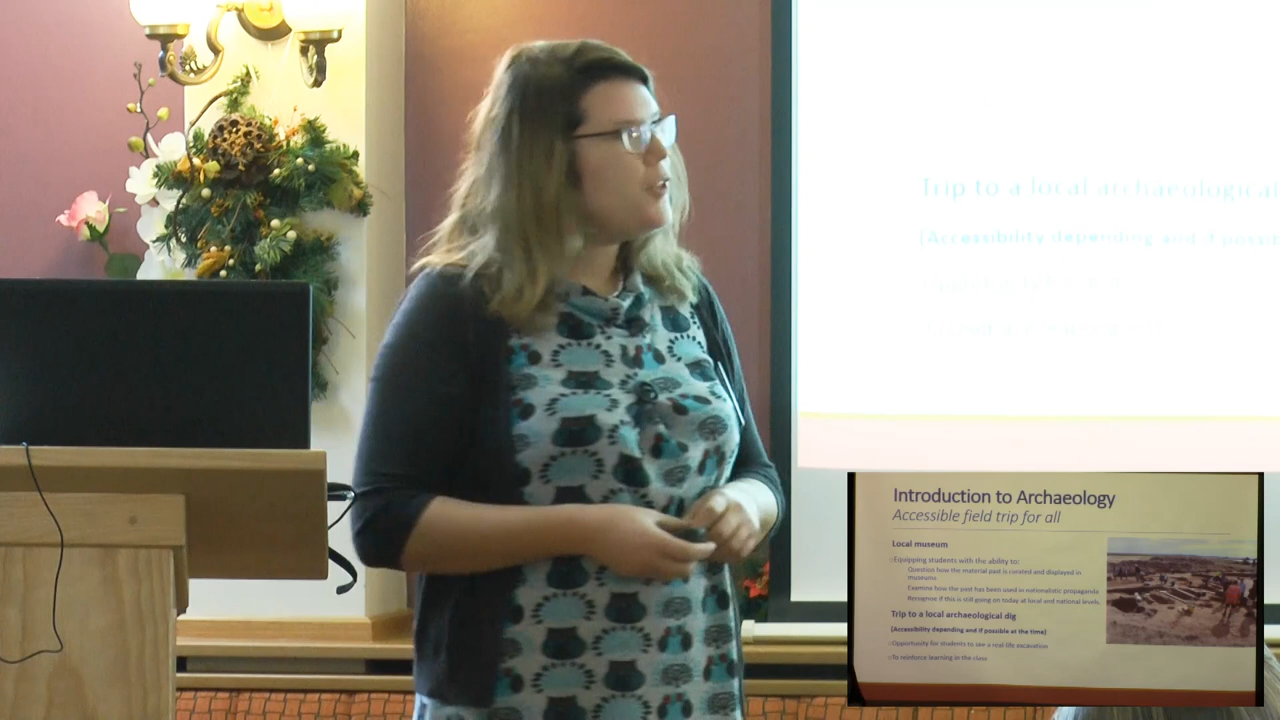 Trip to a local archaeological
(Accessibility depending and if possib
Introduction to Archaeology
Accessible field trip for all
Local museum
Equipping students with the ability to:
Question how the material past is curated and displayed in
museums
Examine how the past has been used in nationalistic propaganda
Recognise if this is still going on today at local and national levels.
Trip to a local archaeological dig
(Accessibility depending and if possible at the time)
Opportunity for students to see a real life excavation
To reinforce learning in the class